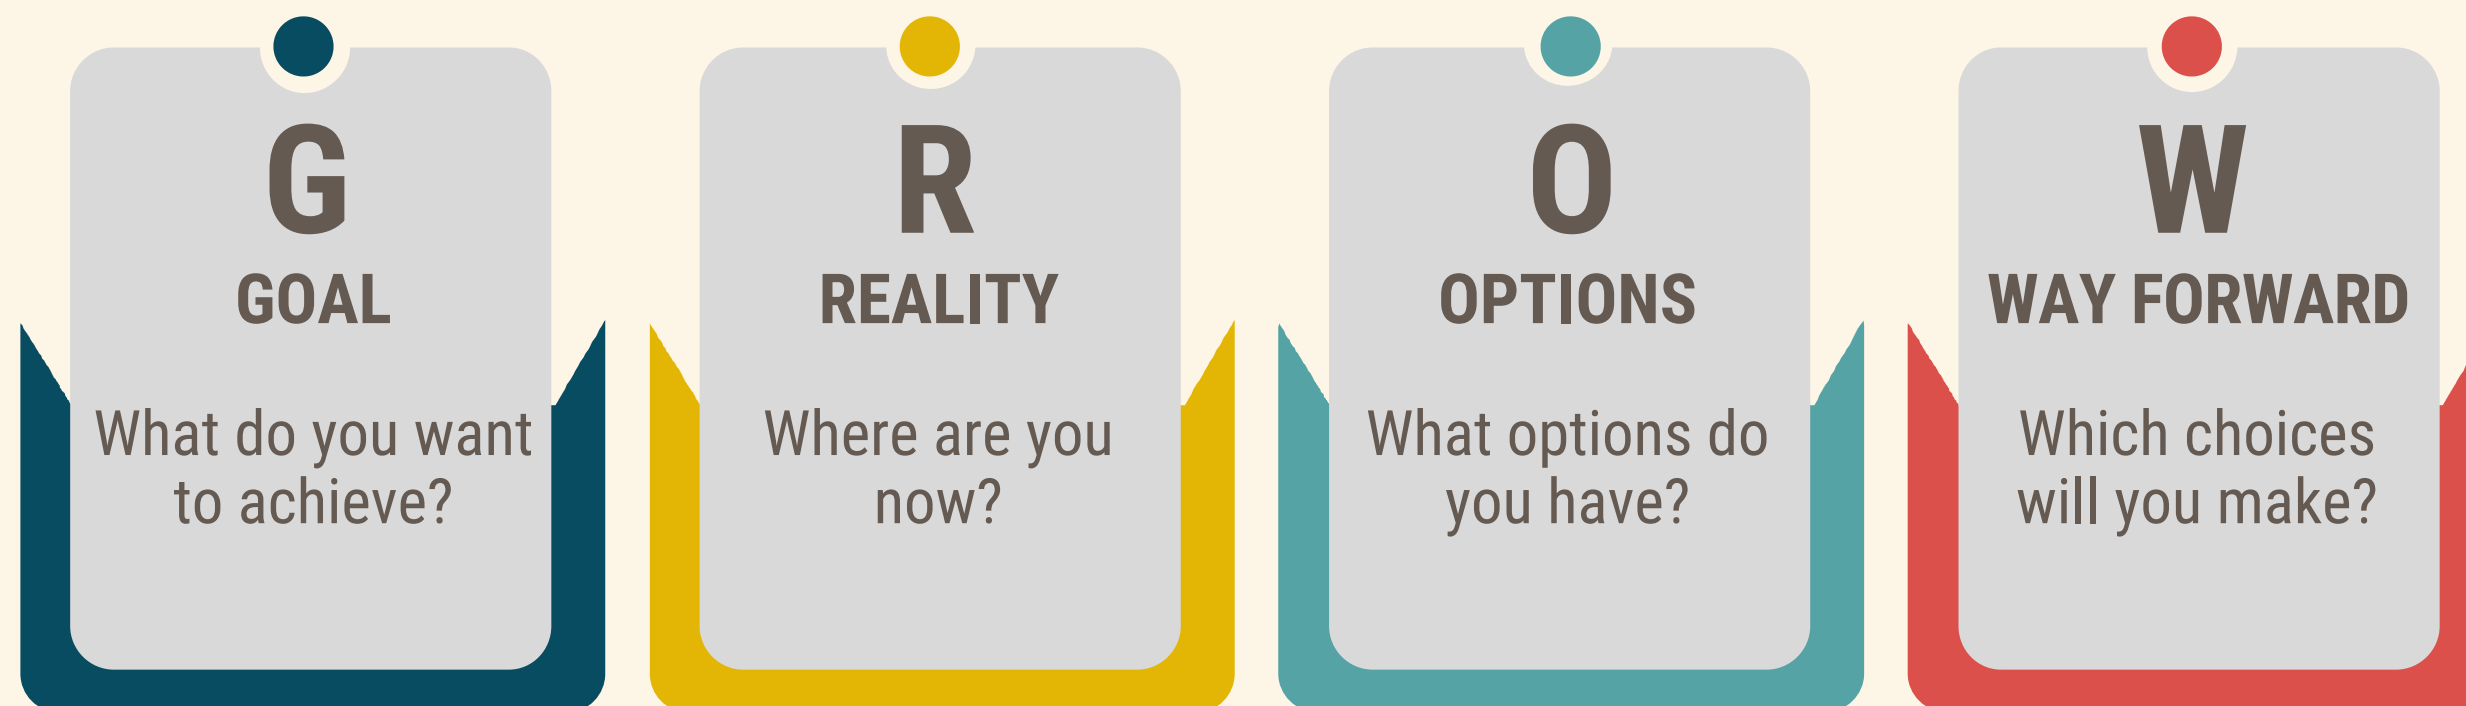 G
GOAL
What do you want
to achieve?
R
REALITY
Where are you
now?
O
OPTIONS
What options do
you have?
W
WAY FORWARD
Which choices
will you make?